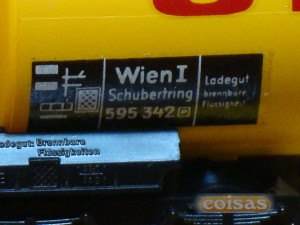 Wien I
Schubertring
595 342 P
Ladegut
brennbare
Flüssigkeit
Ladegut: Brennbare
Flüssigkeiten
coisas